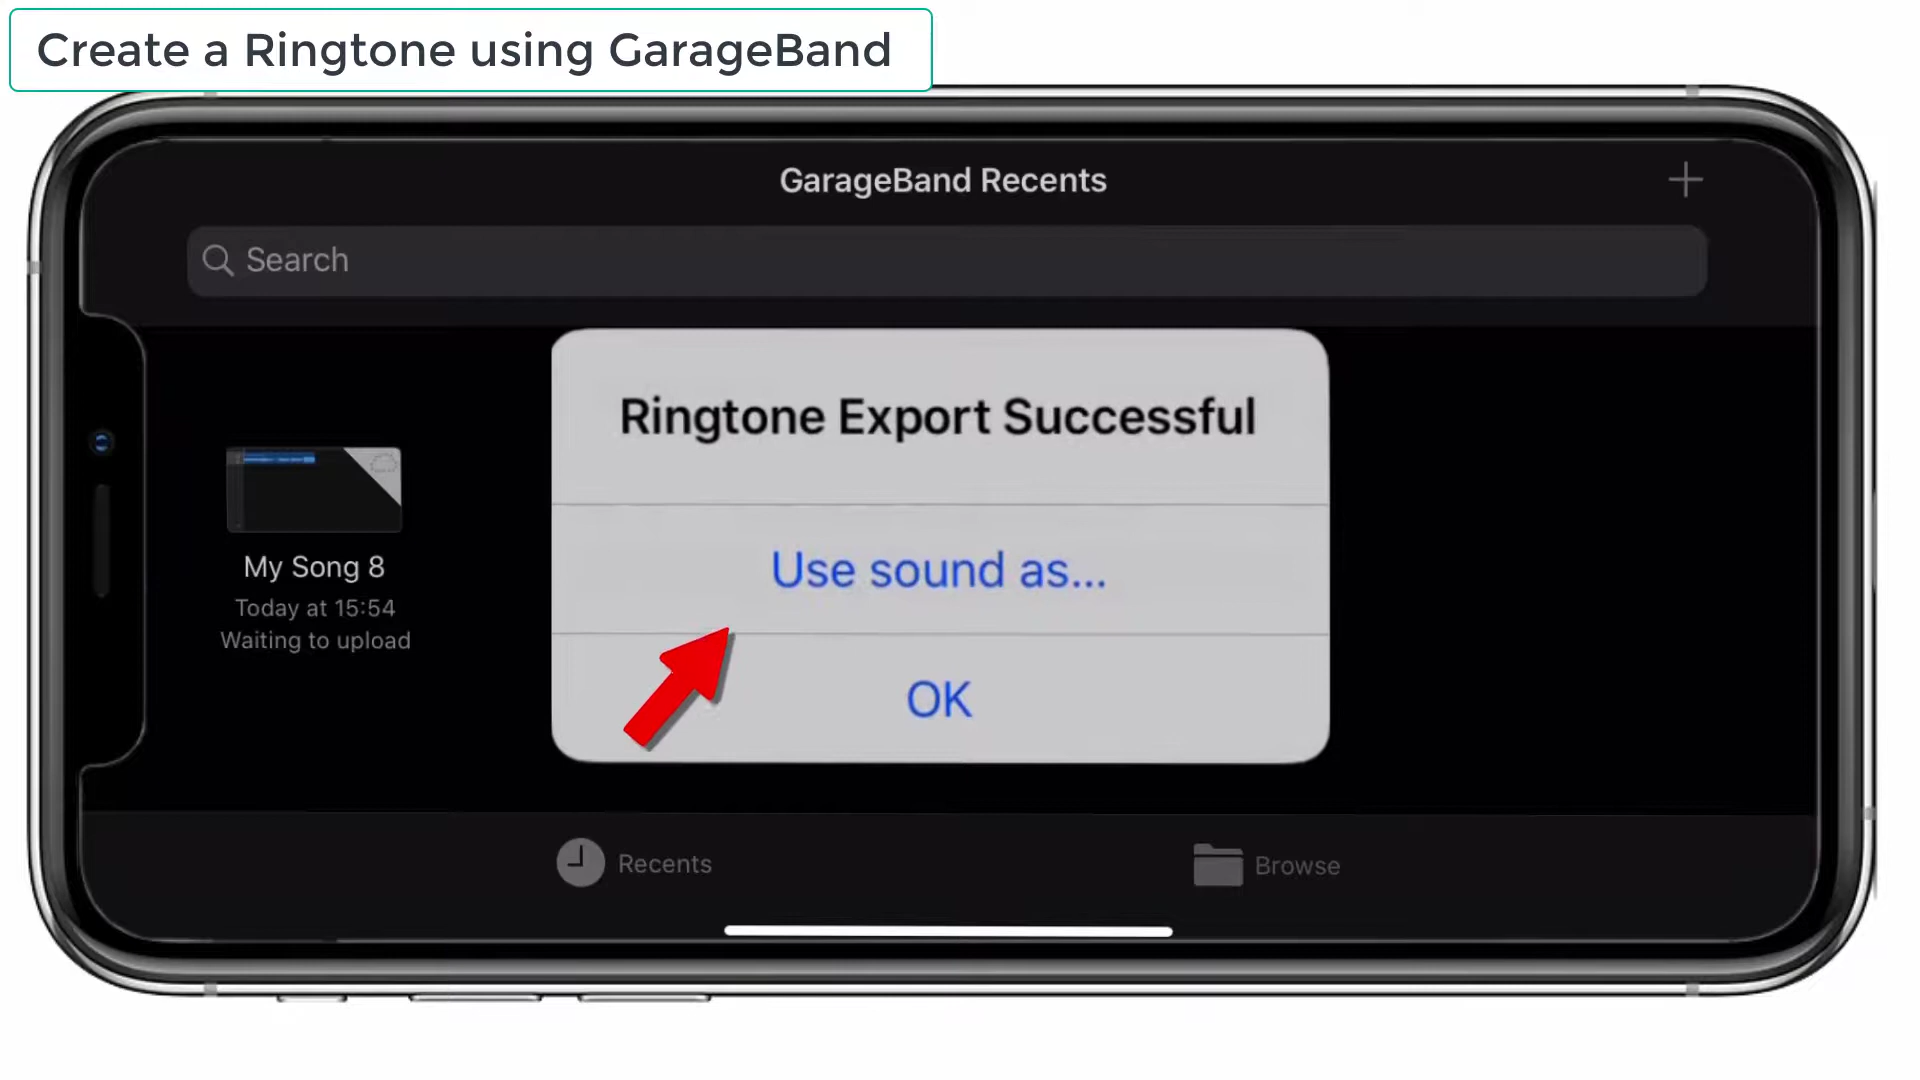 Create a Ringtone using GarageBand
GarageBand Recents
Search
Ringtone Export Successful
Use sound as...
OK
My Song 8
Today at 15:54
Waiting to upload
Recents
Browse